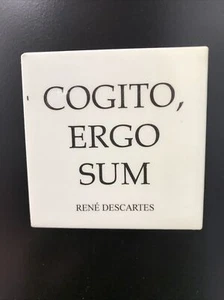 COGITO,
ERGO
SUM
RENÉ DESCARTES